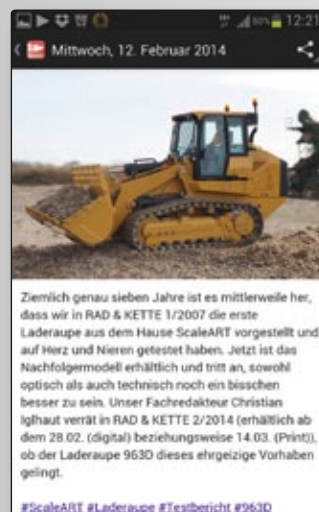 60% 12:21
Mittwoch, 12. Februar 2014
Ziemlich genau sieben Jahre ist es mittlerweile her,
dass wir in RAD & KETTE 1/2007 die erste
Laderaupe aus dem Hause ScaleART vorgestellt und
auf Herz und Nieren getestet haben. Jetzt ist das
Nachfolgermodell erhältlich und tritt an, sowohl
optisch als auch technisch noch ein bisschen
besser zu sein. Unser Fachredakteur Christian
Iglhaut verrät in RAD & KETTE 2/2014 (erhältlich ab
dem 28.02. (digital) beziehungsweise 14.03. (Print)),
ob der Laderaupe 963D dieses ehrgeizige Vorhaben
gelingt.
#ScaleART #Laderaupe #Testbericht #963D